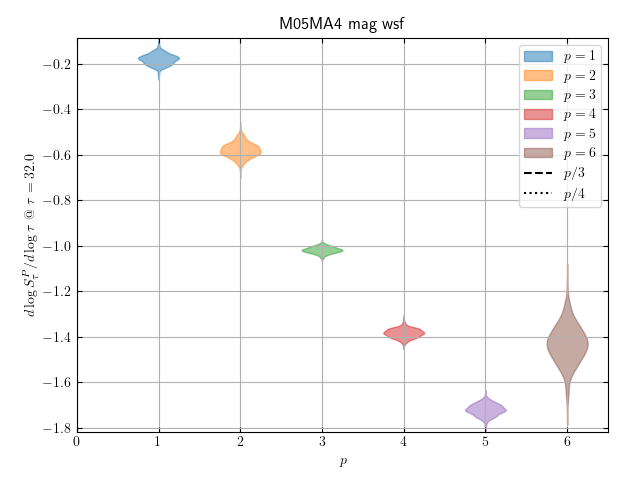 M05MA4 mag wsf
d log S_τ^P / d log τ @ τ = 32.0
−0.2
−0.4
−0.6
−0.8
−1.0
−1.2
−1.4
−1.6
−1.8
p = 1
p = 2
p = 3
p = 4
p = 5
p = 6
p/3
p/4
0 1 2 3 4 5 6
p